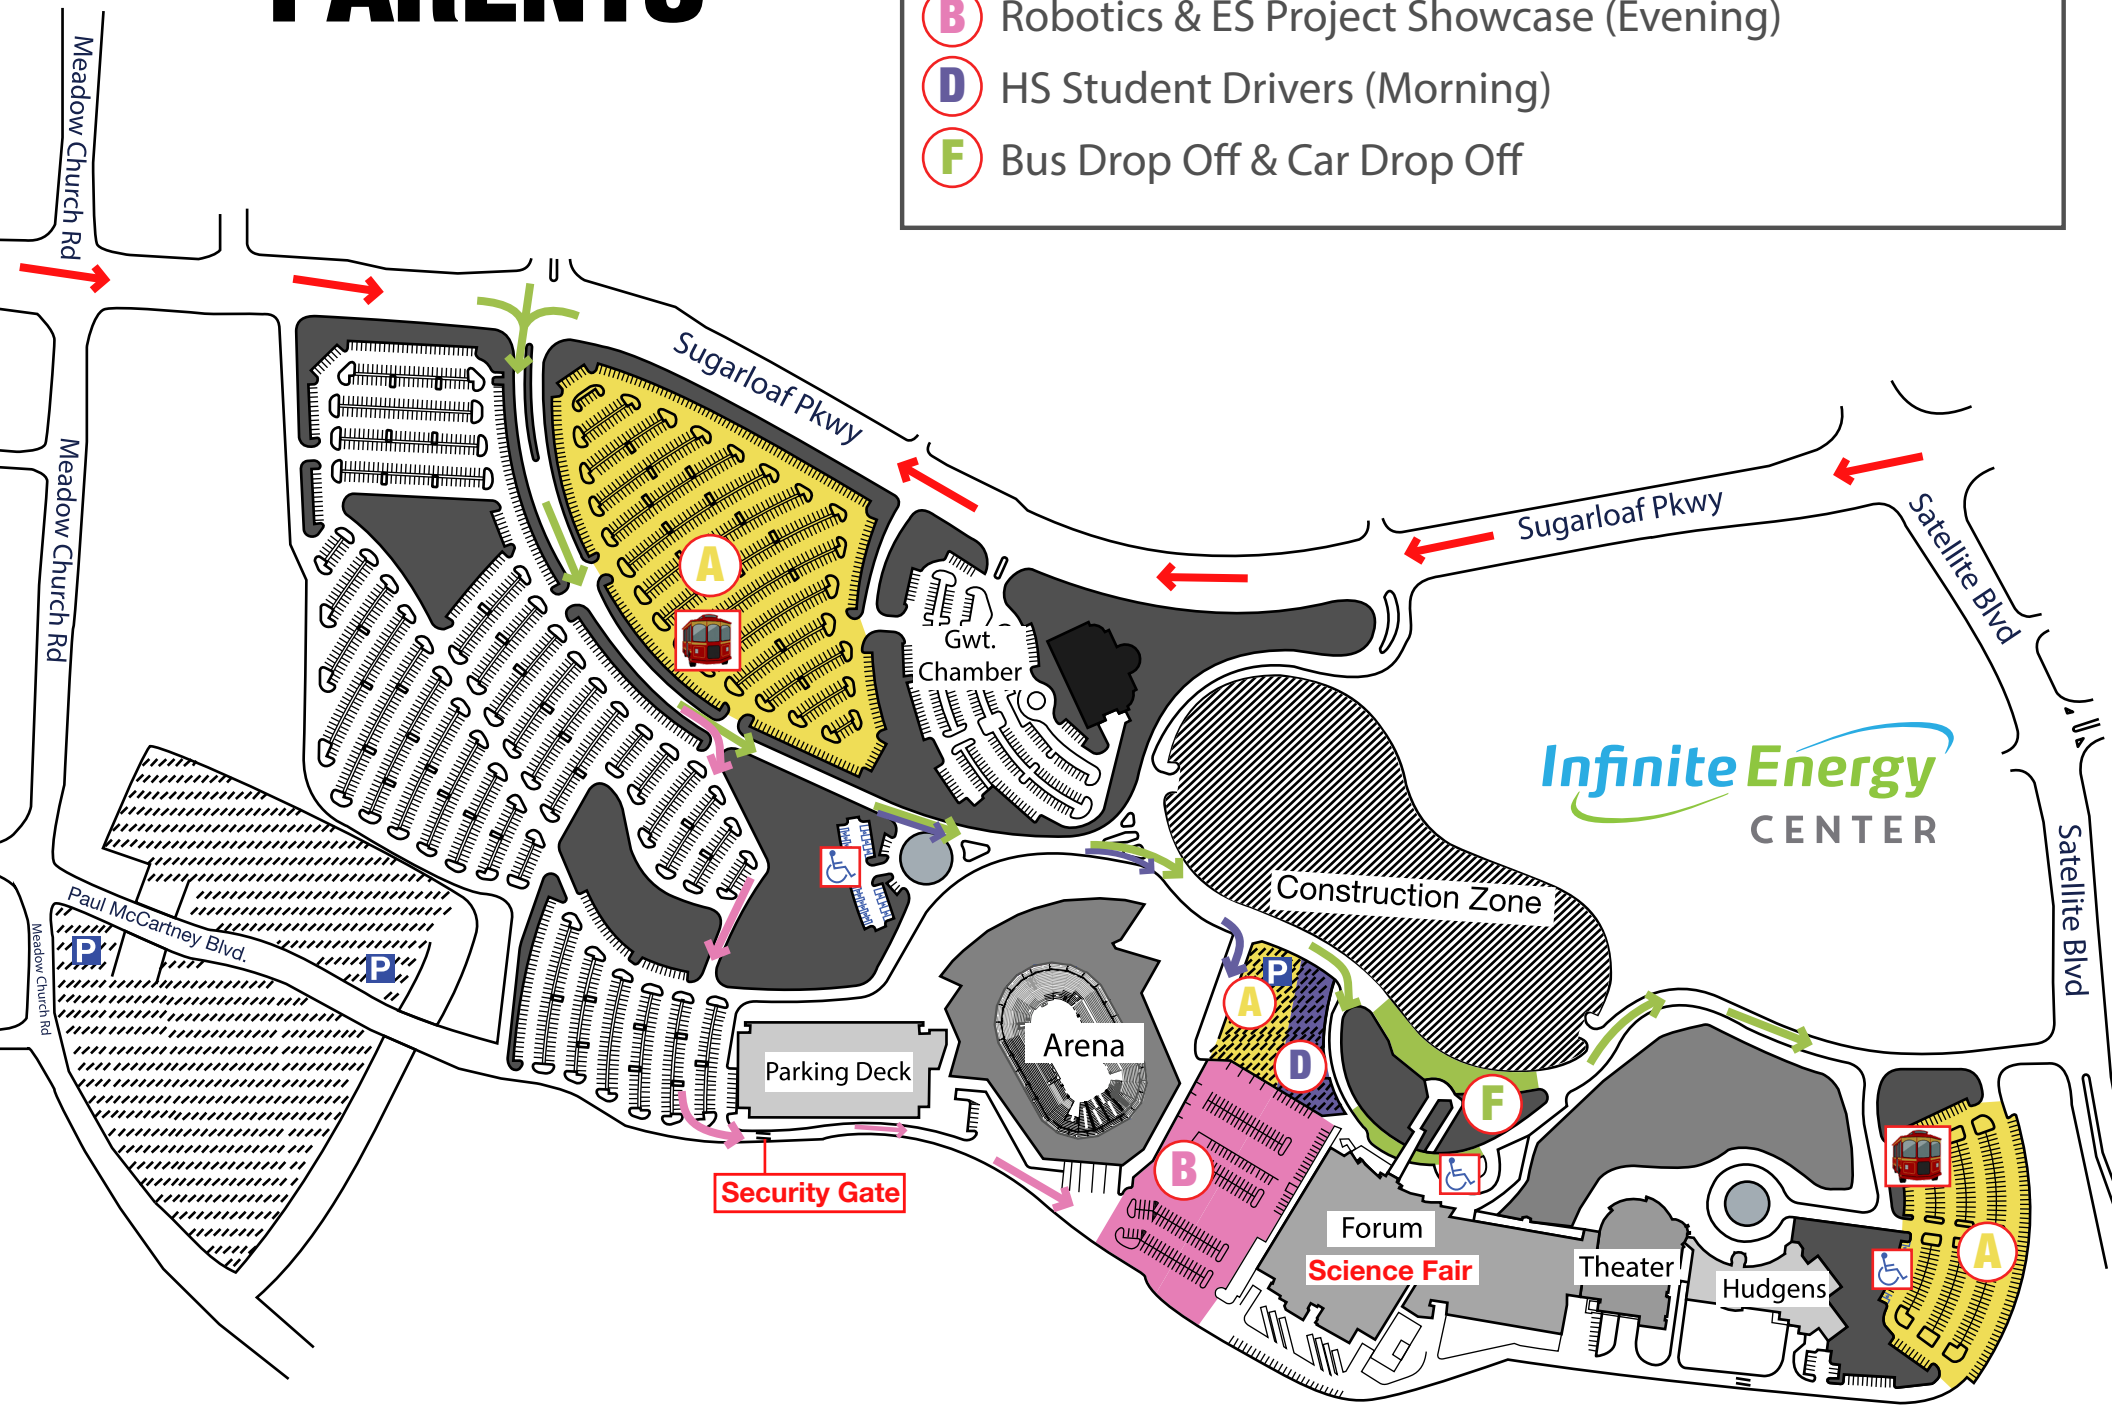 PARENTS
B Robotics & ES Project Showcase (Evening)
D HS Student Drivers (Morning)
F Bus Drop Off & Car Drop Off
Meadow Church Rd
Sugarloaf Pkwy
Sugarloaf Pkwy
Satellite Blvd
Meadow Church Rd
A
Gwt.
Chamber
Infinite Energy
CENTER
Construction Zone
Satellite Blvd
Paul McCartney Blvd.
Meadow Church Rd
P
P
P
A
Arena
Parking Deck
D
F
B
Security Gate
Forum
Science Fair
Theater
Hudgens
A